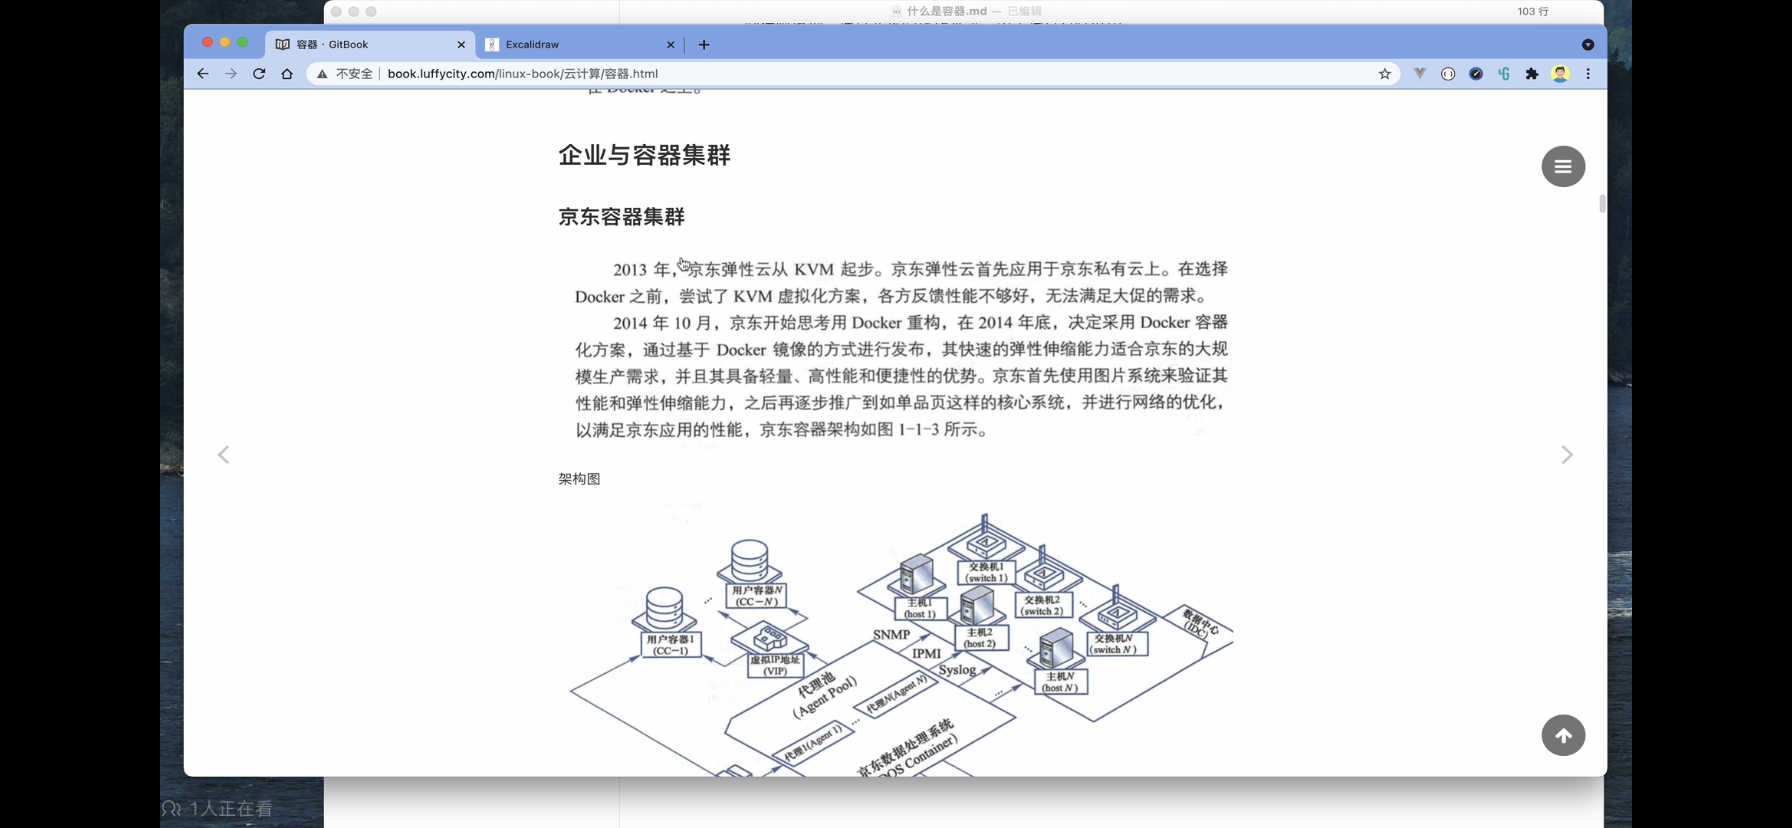 什么是容器.md — 已编辑
103 行
容器 · GitBook
Excalidraw
不安全 | book.luffycity.com/linux-book/云计算/容器.html
在 Docker 之上。
企业与容器集群
京东容器集群
2013 年，京东弹性云从 KVM 起步。京东弹性云首先应用于京东私有云上。在选择
Docker 之前，尝试了 KVM 虚拟化方案，各方反馈性能不够好，无法满足大促的需求。
2014 年 10 月，京东开始思考用 Docker 重构，在 2014 年底，决定采用 Docker 容器
化方案，通过基于 Docker 镜像的方式进行发布，其快速的弹性伸缩能力适合京东的大规
模生产需求，并且其具备轻量、高性能和便捷性的优势。京东首先使用图片系统来验证其
性能和弹性伸缩能力，之后再逐步推广到如单品页这样的核心系统，并进行网络的优化，
以满足京东应用的性能，京东容器架构如图 1-1-3 所示。
架构图
用户容器N
(CC-N)
用户容器1
(CC-1)
虚拟IP地址
(VIP)
交换机1
(switch 1)
主机1
(host 1)
交换机2
(switch 2)
主机2
(host 2)
交换机N
(switch N)
主机N
(host N)
数据中心
(IDC)
SNMP
IPMI
Syslog
代理池
(Agent Pool)
代理N(Agent N)
代理1(Agent 1)
京东数据处理系统
OS Container)
1人正在看